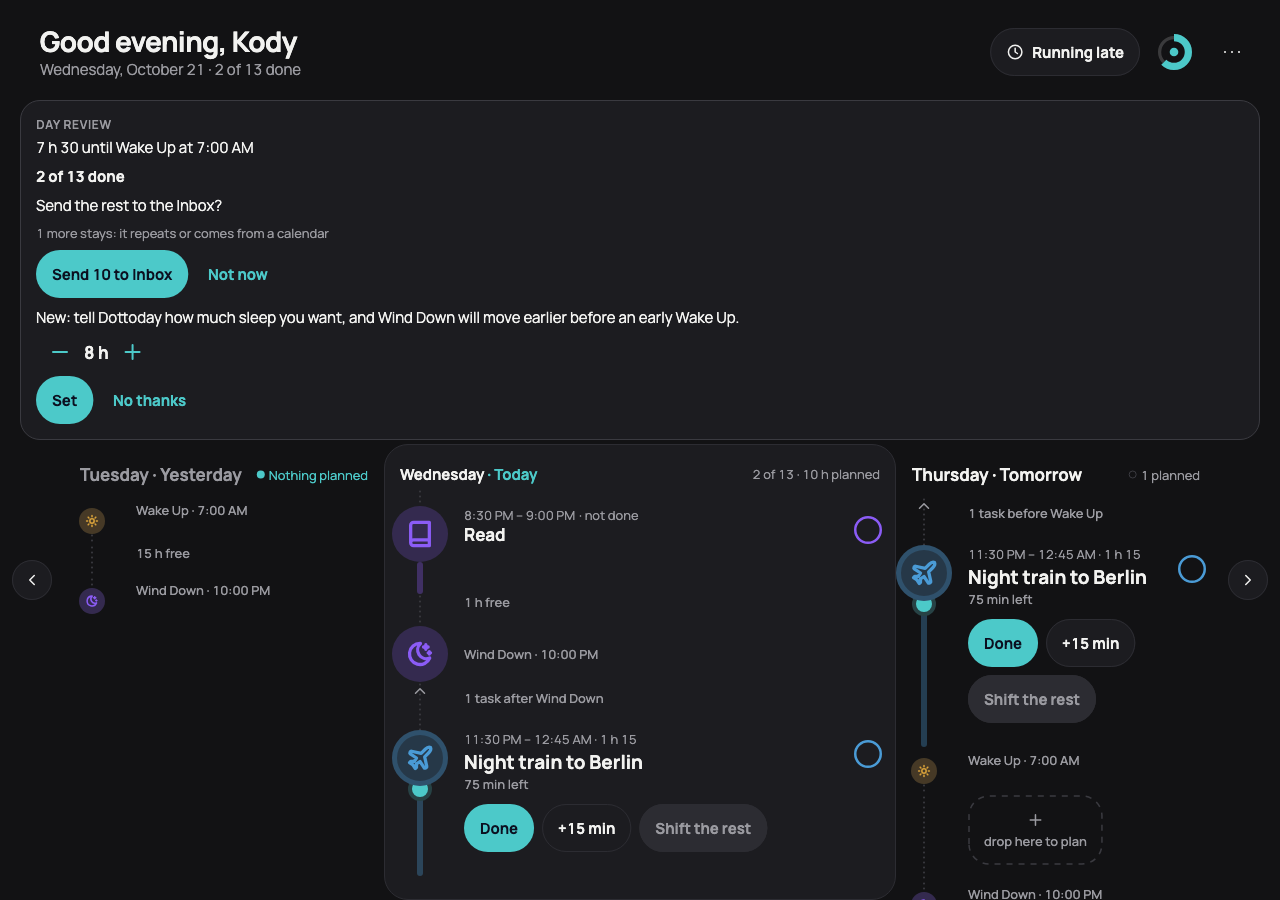 Good evening, Kody
Wednesday, October 21 · 2 of 13 done
Running late
DAY REVIEW
7 h 30 until Wake Up at 7:00 AM
2 of 13 done
Send the rest to the Inbox?
1 more stays: it repeats or comes from a calendar
Send 10 to Inbox
Not now
New: tell Dottoday how much sleep you want, and Wind Down will move earlier before an early Wake Up.
8 h
Set
No thanks
Tuesday · Yesterday
Nothing planned
Wake Up · 7:00 AM
15 h free
Wind Down · 10:00 PM
Wednesday · Today
2 of 13 · 10 h planned
8:30 PM – 9:00 PM · not done
Read
1 h free
Wind Down · 10:00 PM
1 task after Wind Down
11:30 PM – 12:45 AM · 1 h 15
Night train to Berlin
75 min left
Done
+15 min
Shift the rest
Thursday · Tomorrow
1 planned
1 task before Wake Up
11:30 PM – 12:45 AM · 1 h 15
Night train to Berlin
75 min left
Done
+15 min
Shift the rest
Wake Up · 7:00 AM
drop here to plan
Wind Down · 10:00 PM